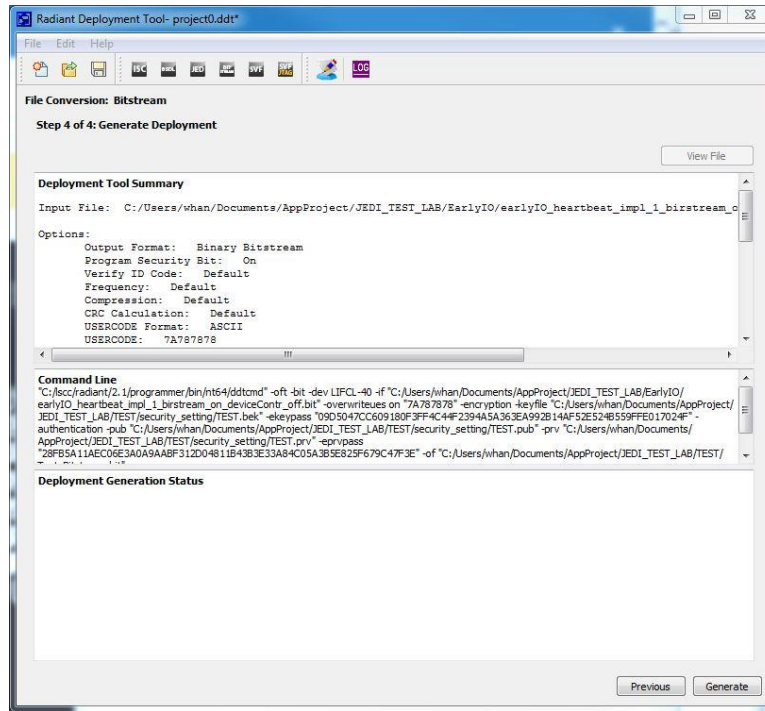 Radiant Deployment Tool- project0.ddt*
File Edit Help
ISC BSDL JED BIT STREAM SVF SVF JTAG LOG
File Conversion: Bitstream
Step 4 of 4: Generate Deployment
View File
Deployment Tool Summary
Input File: C:/Users/whan/Documents/AppProject/JEDI_TEST_LAB/EarlyIO/earlyIO_heartbeat_impl_1_birstream_o
Options:
Output Format: Binary Bitstream
Program Security Bit: On
Verify ID Code: Default
Frequency: Default
Compression: Default
CRC Calculation: Default
USERCODE Format: ASCII
USERCODE: 7A787878
Command Line
"C:/lscc/radiant/2.1/programmer/bin/nt64/ddtcmd" -oft -bit -dev LIFCL-40 -if "C:/Users/whan/Documents/AppProject/JEDI_TEST_LAB/EarlyIO/
earlyIO_heartbeat_impl_1_birstream_on_deviceContr_off.bit" -overwriteues on "7A787878" -encryption -keyfile "C:/Users/whan/Documents/AppProject/
JEDI_TEST_LAB/TEST/security_setting/TEST.bek" -ekeypass "09D5047CC609180F3FF4C44F2394A5A363EA992B14AF52E524B559FFE017024F" -
authentication -pub "C:/Users/whan/Documents/AppProject/JEDI_TEST_LAB/TEST/security_setting/TEST.pub" -prv "C:/Users/whan/Documents/
AppProject/JEDI_TEST_LAB/TEST/security_setting/TEST.prv" -eprvpass
"28FB5A11AEC06E3A0A9AABF312D04811B43B3E33A84C05A3B5E825F679C47F3E" -of "C:/Users/whan/Documents/AppProject/JEDI_TEST_LAB/TEST/
Deployment Generation Status
Previous Generate